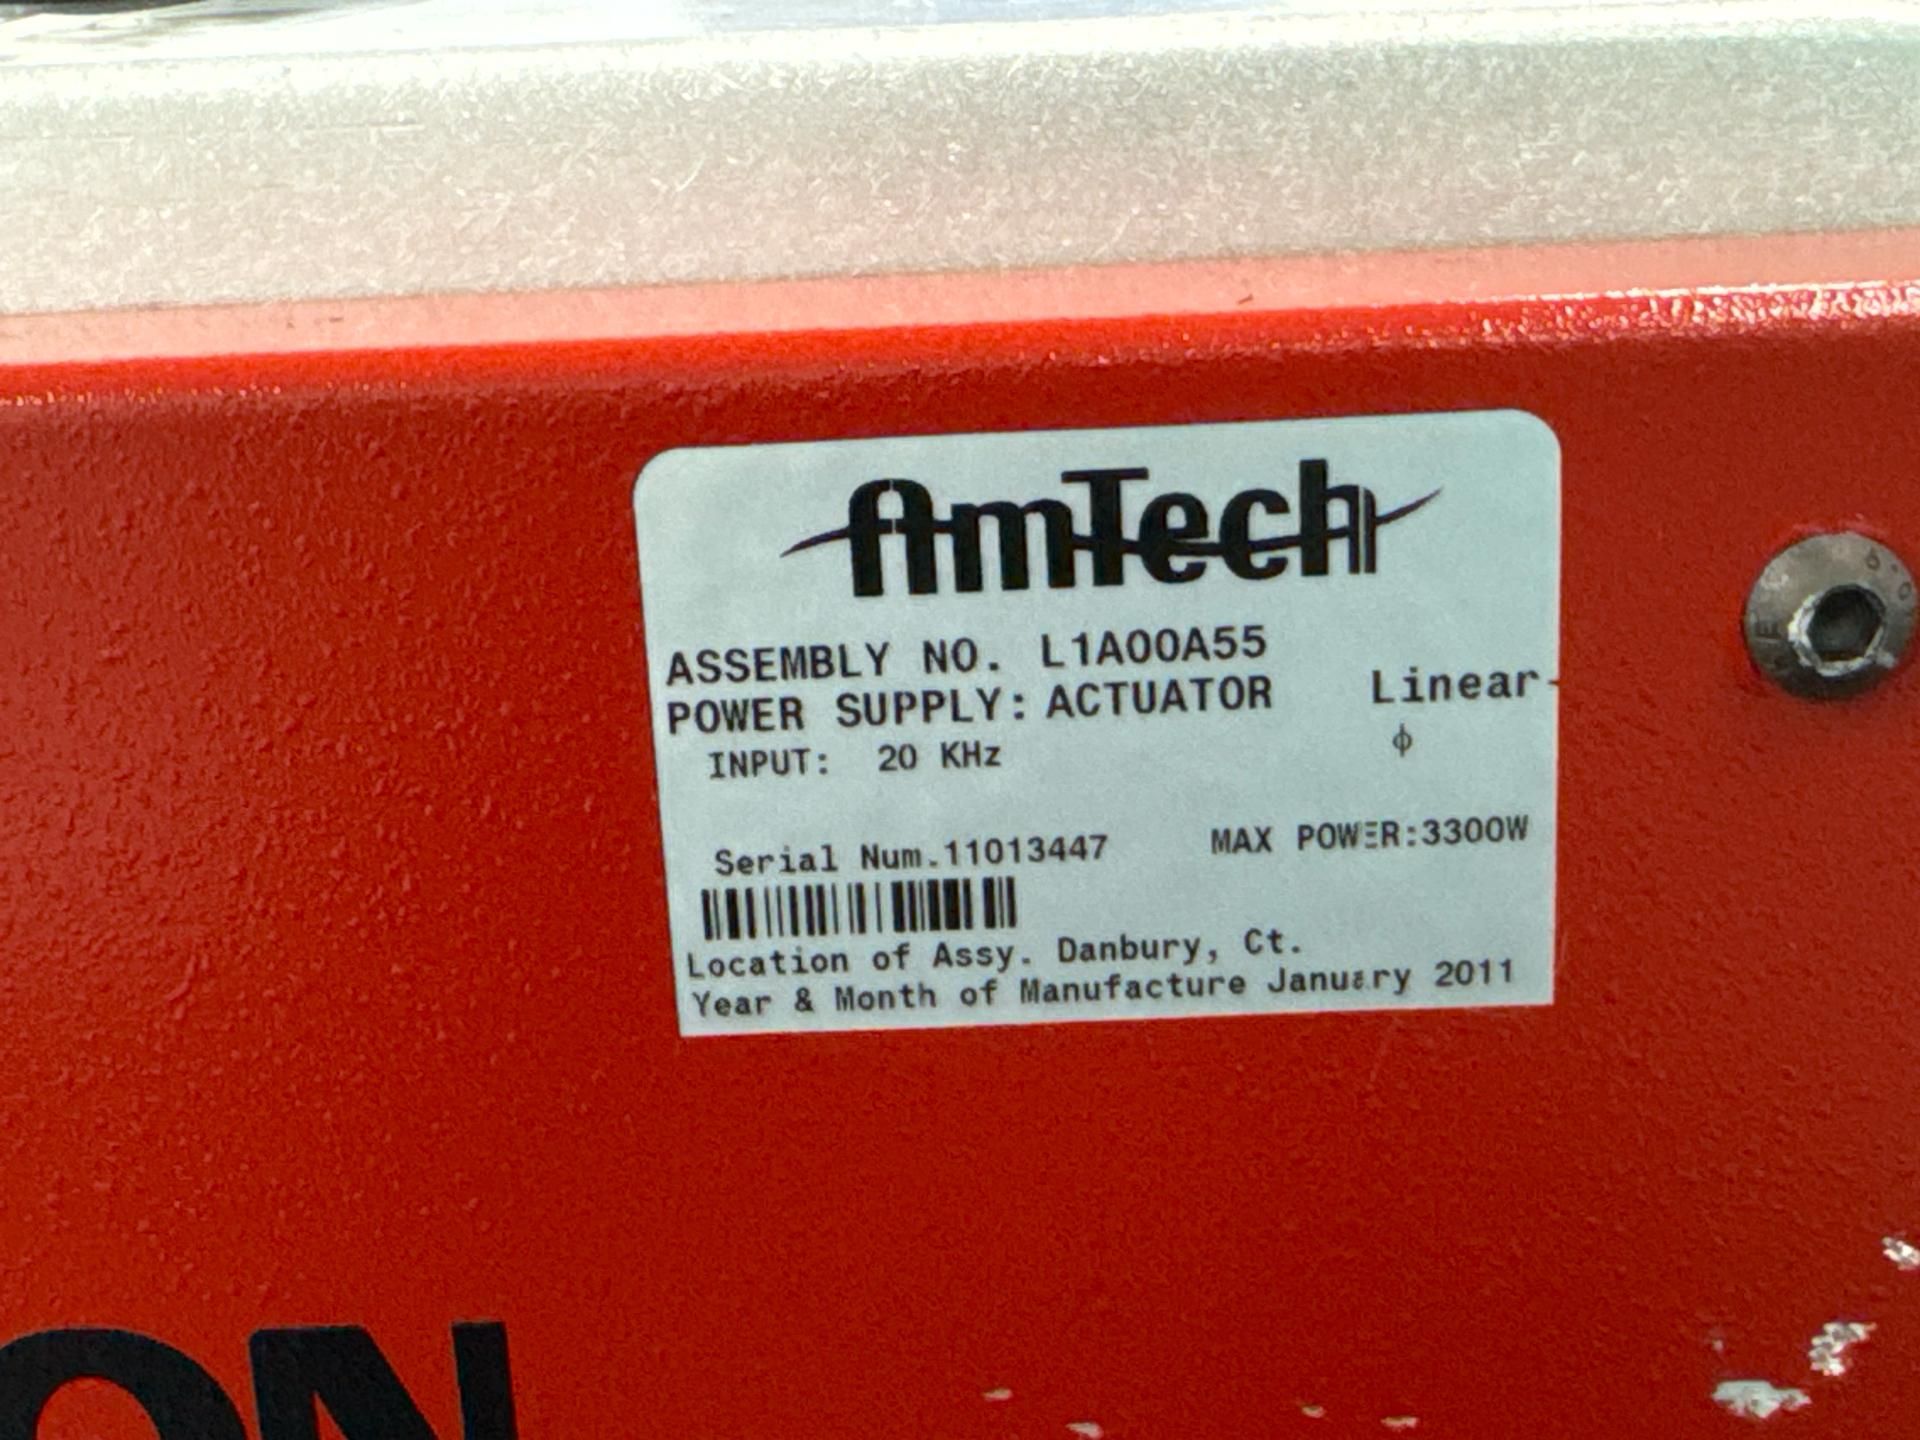 AmTech
ASSEMBLY NO. L1A00A55
POWER SUPPLY: ACTUATOR Linear-
INPUT: 20 KHz ϕ
Serial Num.11013447 MAX POWER:3300W
Location of Assy. Danbury, Ct.
Year & Month of Manufacture January 2011
ON